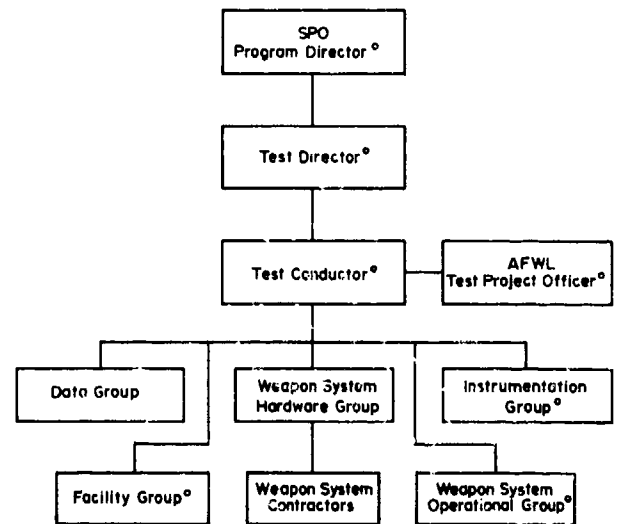 SPO
Program Director°
Test Director°
Test Conductor°
AFWL
Test Project Officer°
Data Group
Weapon System
Hardware Group
Instrumentation
Group°
Facility Group°
Weapon System
Contractors
Weapon System
Operational Group°